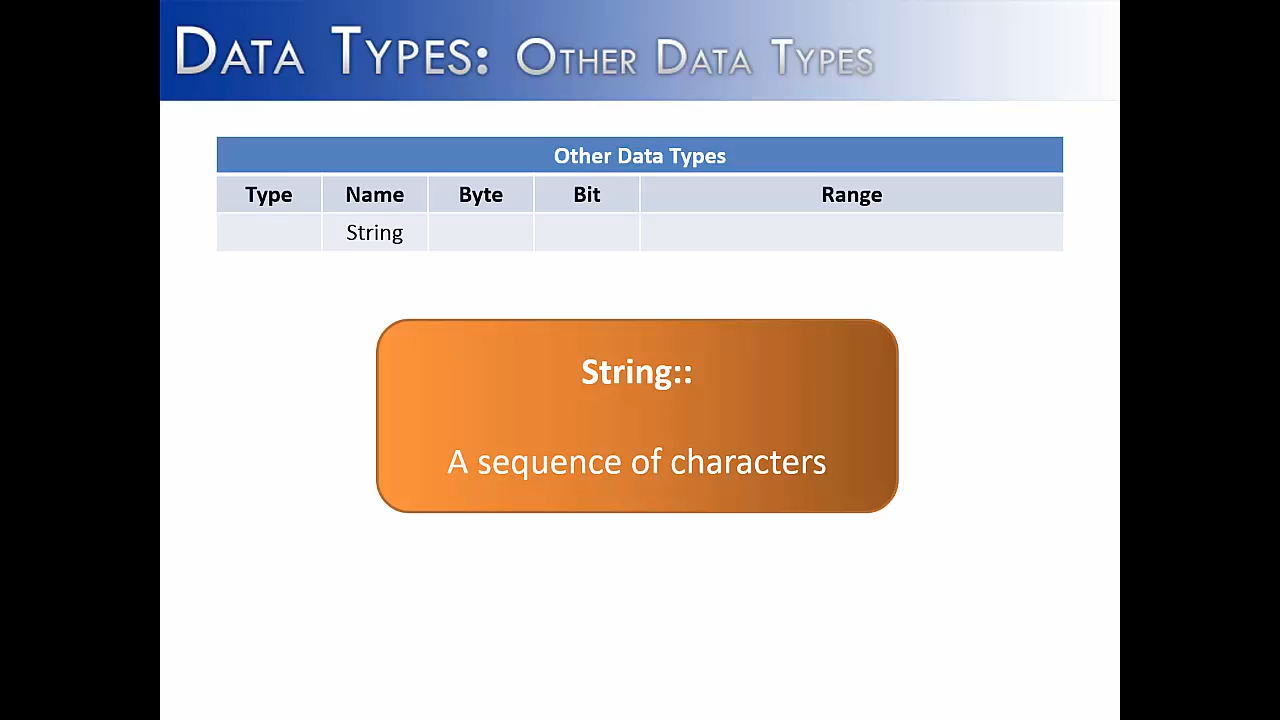 DATA TYPES: OTHER DATA TYPES
Other Data Types
Type Name Byte Bit Range
String
String::
A sequence of characters